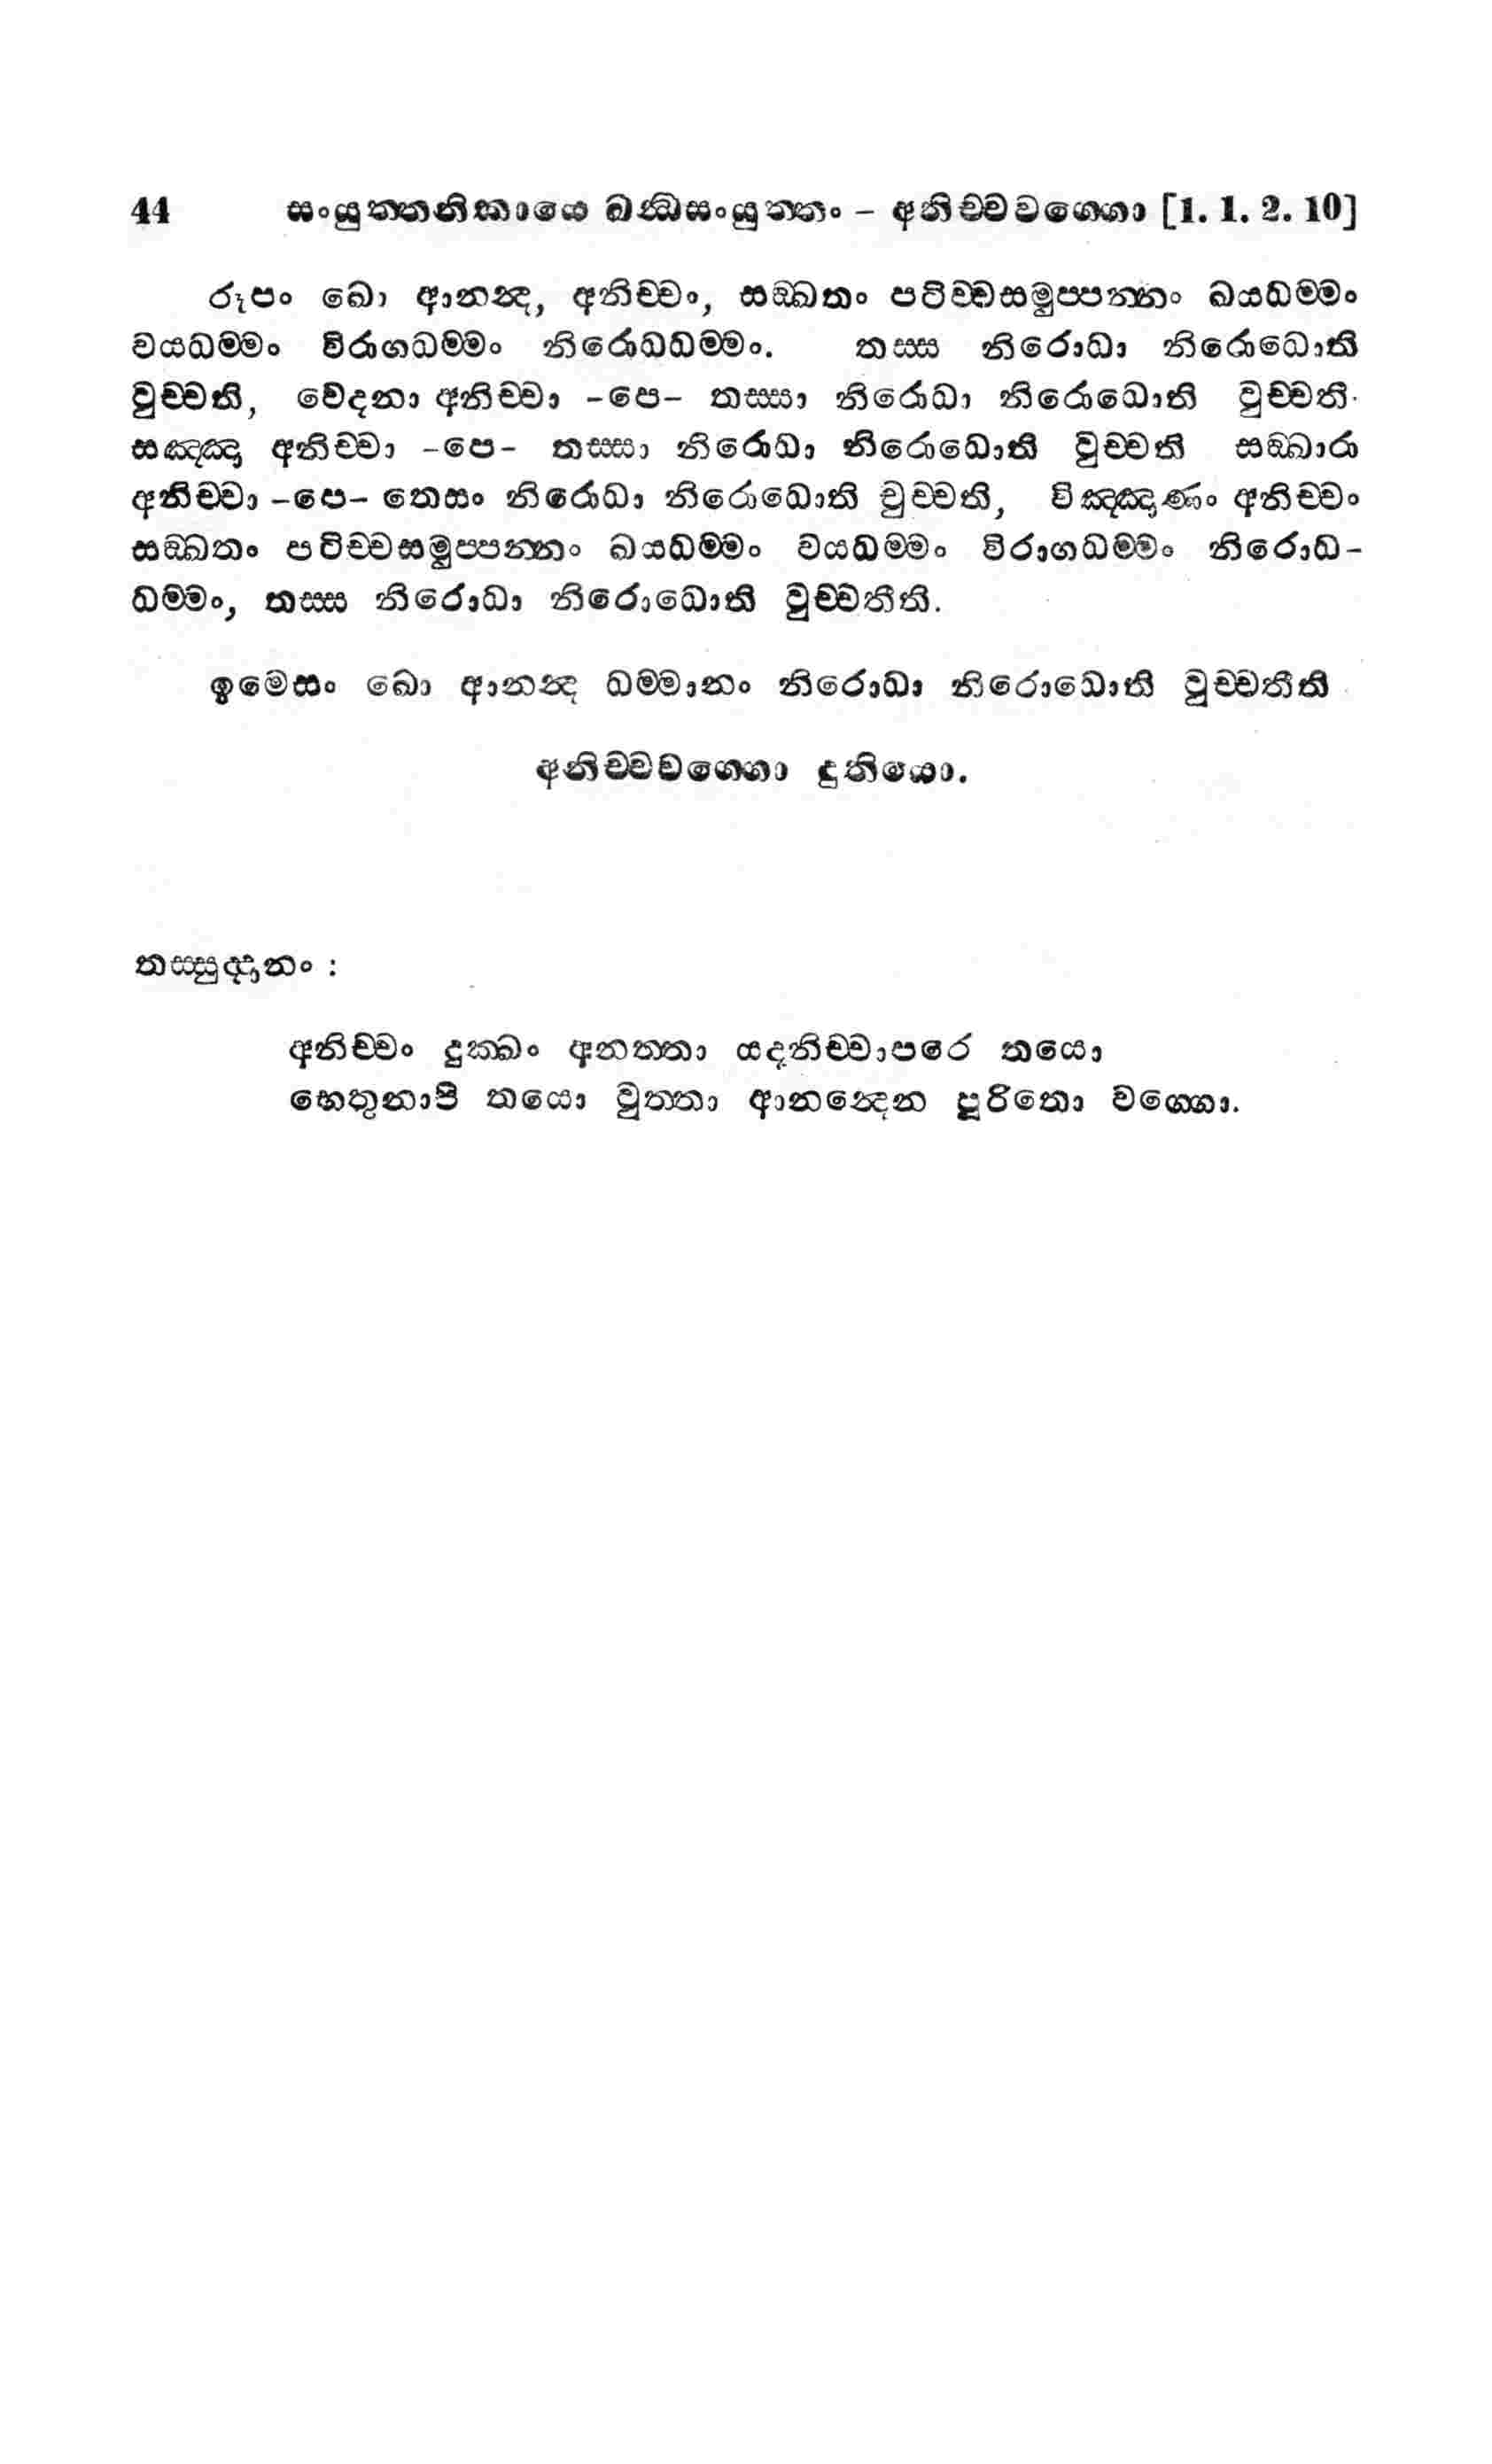 44 සංයුත්තනිකායෙ ඛන්ධසංයුත්තං - අනිච්චවග්ගො [1. 1. 2. 10]
රූපං ඛො ආනන්ද, අනිච්චං, සඞ්ඛතං පටිච්චසමුප්පන්නං ඛයධම්මං
වයධම්මං විරාගධම්මං නිරොධධම්මං. තස්ස නිරොධා නිරොධොති
වුච්චති, වේදනා අනිච්චා -පෙ- තස්සා නිරොධා නිරොධොති වුච්චති.
සඤ්ඤා අනිච්චා -පෙ- තස්සා නිරොධා නිරොධොති වුච්චති සඞ්ඛාරා
අනිච්චා -පෙ- තෙසං නිරොධා නිරොධොති වුච්චති, විඤ්ඤාණං අනිච්චං
සඞ්ඛතං පටිච්චසමුප්පන්නං ඛයධම්මං වයධම්මං විරාගධම්මං නිරොධ-
ධම්මං, තස්ස නිරොධා නිරොධොති වුච්චතීති.
ඉමෙසං ඛො ආනන්ද ධම්මානං නිරොධා නිරොධොති වුච්චතීති
අනිච්චවග්ගො දුතියො.
තස්සුද්දානං :
අනිච්චං දුක්ඛං අනත්තා යදනිච්චාපරෙ තයො
හෙතුනාපි තයො වුත්තා ආනන්දෙන පූරිතො වග්ගො.